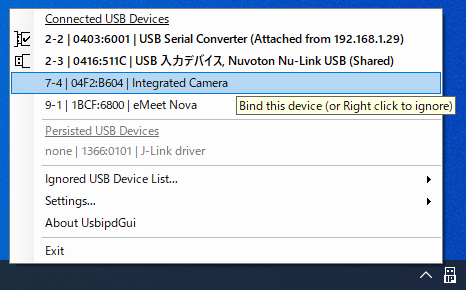 Connected USB Devices
2-2 | 0403:6001 | USB Serial Converter (Attached from 192.168.1.29)
2-3 | 0416:511C | USB 入力デバイス, Nuvoton Nu-Link USB (Shared)
7-4 | 04F2:B604 | Integrated Camera
9-1 | 1BCF:6800 | eMeet Nova
Bind this device (or Right click to ignore)
Persisted USB Devices
none | 1366:0101 | J-Link driver
Ignored USB Device List...
Settings...
About UsbipdGui
Exit